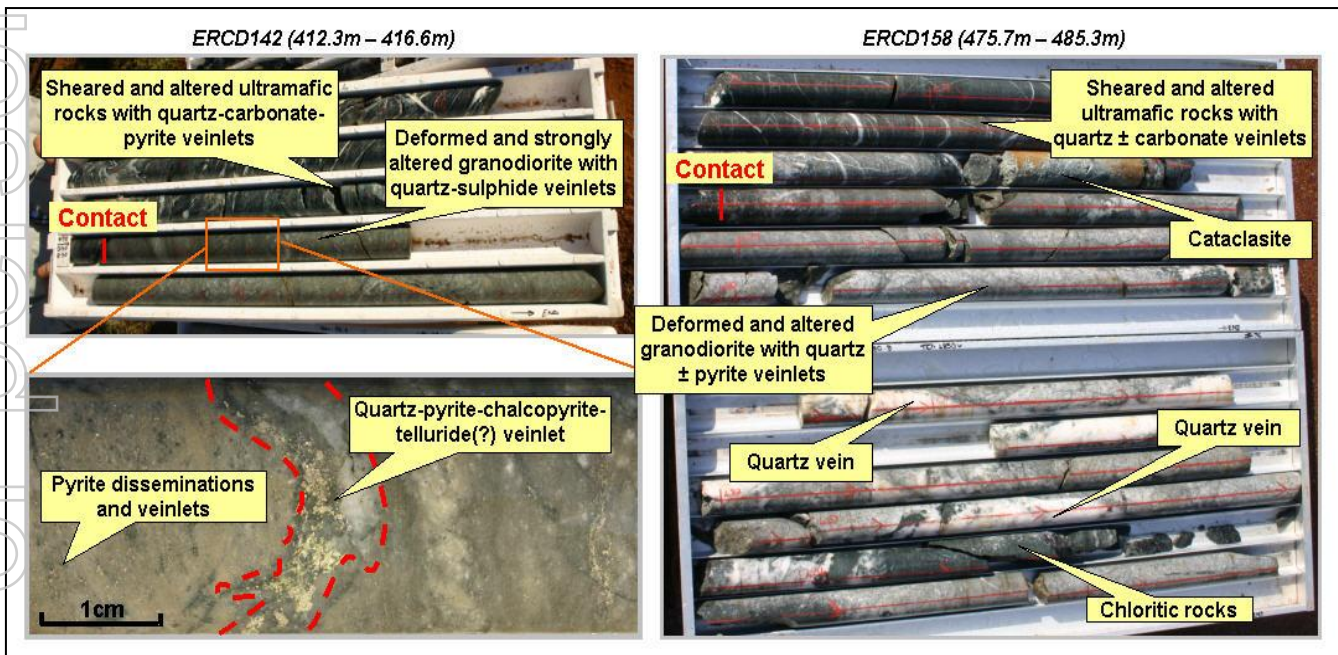 ERCD142 (412.3m – 416.6m)
Sheared and altered ultramafic
rocks with quartz-carbonate-
pyrite veinlets
Deformed and strongly
altered granodiorite with
quartz-sulphide veinlets
Contact
Quartz-pyrite-chalcopyrite-
telluride(?) veinlet
Pyrite disseminations
and veinlets
1cm
ERCD158 (475.7m – 485.3m)
Sheared and altered
ultramafic rocks with
quartz ± carbonate veinlets
Contact
Cataclasite
Deformed and altered
granodiorite with quartz
± pyrite veinlets
Quartz vein
Quartz vein
Chloritic rocks